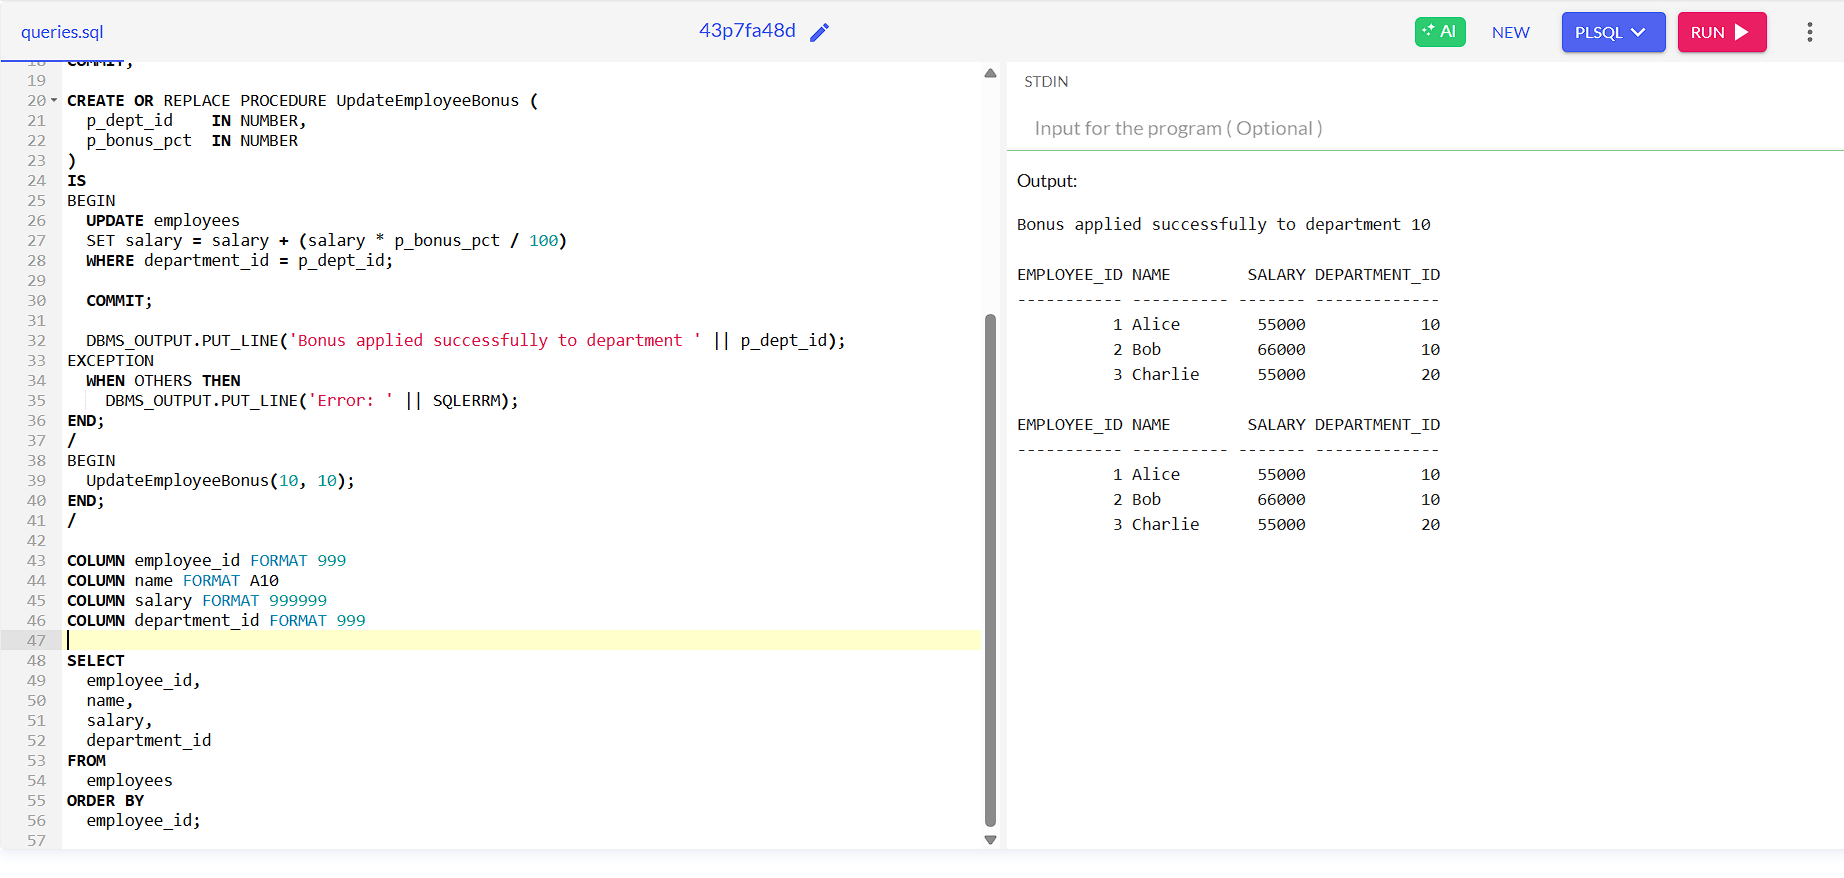 queries.sql
43p7fa48d
AI
NEW
PLSQL
RUN
18 COMMIT;
19
20 CREATE OR REPLACE PROCEDURE UpdateEmployeeBonus (
21   p_dept_id    IN NUMBER,
22   p_bonus_pct  IN NUMBER
23 )
24 IS
25 BEGIN
26   UPDATE employees
27   SET salary = salary + (salary * p_bonus_pct / 100)
28   WHERE department_id = p_dept_id;
29
30   COMMIT;
31
32   DBMS_OUTPUT.PUT_LINE('Bonus applied successfully to department ' || p_dept_id);
33 EXCEPTION
34   WHEN OTHERS THEN
35     DBMS_OUTPUT.PUT_LINE('Error: ' || SQLERRM);
36 END;
37 /
38 BEGIN
39   UpdateEmployeeBonus(10, 10);
40 END;
41 /
42
43 COLUMN employee_id FORMAT 999
44 COLUMN name FORMAT A10
45 COLUMN salary FORMAT 999999
46 COLUMN department_id FORMAT 999
47
48 SELECT
49   employee_id,
50   name,
51   salary,
52   department_id
53 FROM
54   employees
55 ORDER BY
56   employee_id;
57
STDIN
Input for the program ( Optional )
Output:
Bonus applied successfully to department 10
EMPLOYEE_ID NAME        SALARY DEPARTMENT_ID
----------- ---------- ------- -------------
          1 Alice        55000            10
          2 Bob          66000            10
          3 Charlie      55000            20
EMPLOYEE_ID NAME        SALARY DEPARTMENT_ID
----------- ---------- ------- -------------
          1 Alice        55000            10
          2 Bob          66000            10
          3 Charlie      55000            20